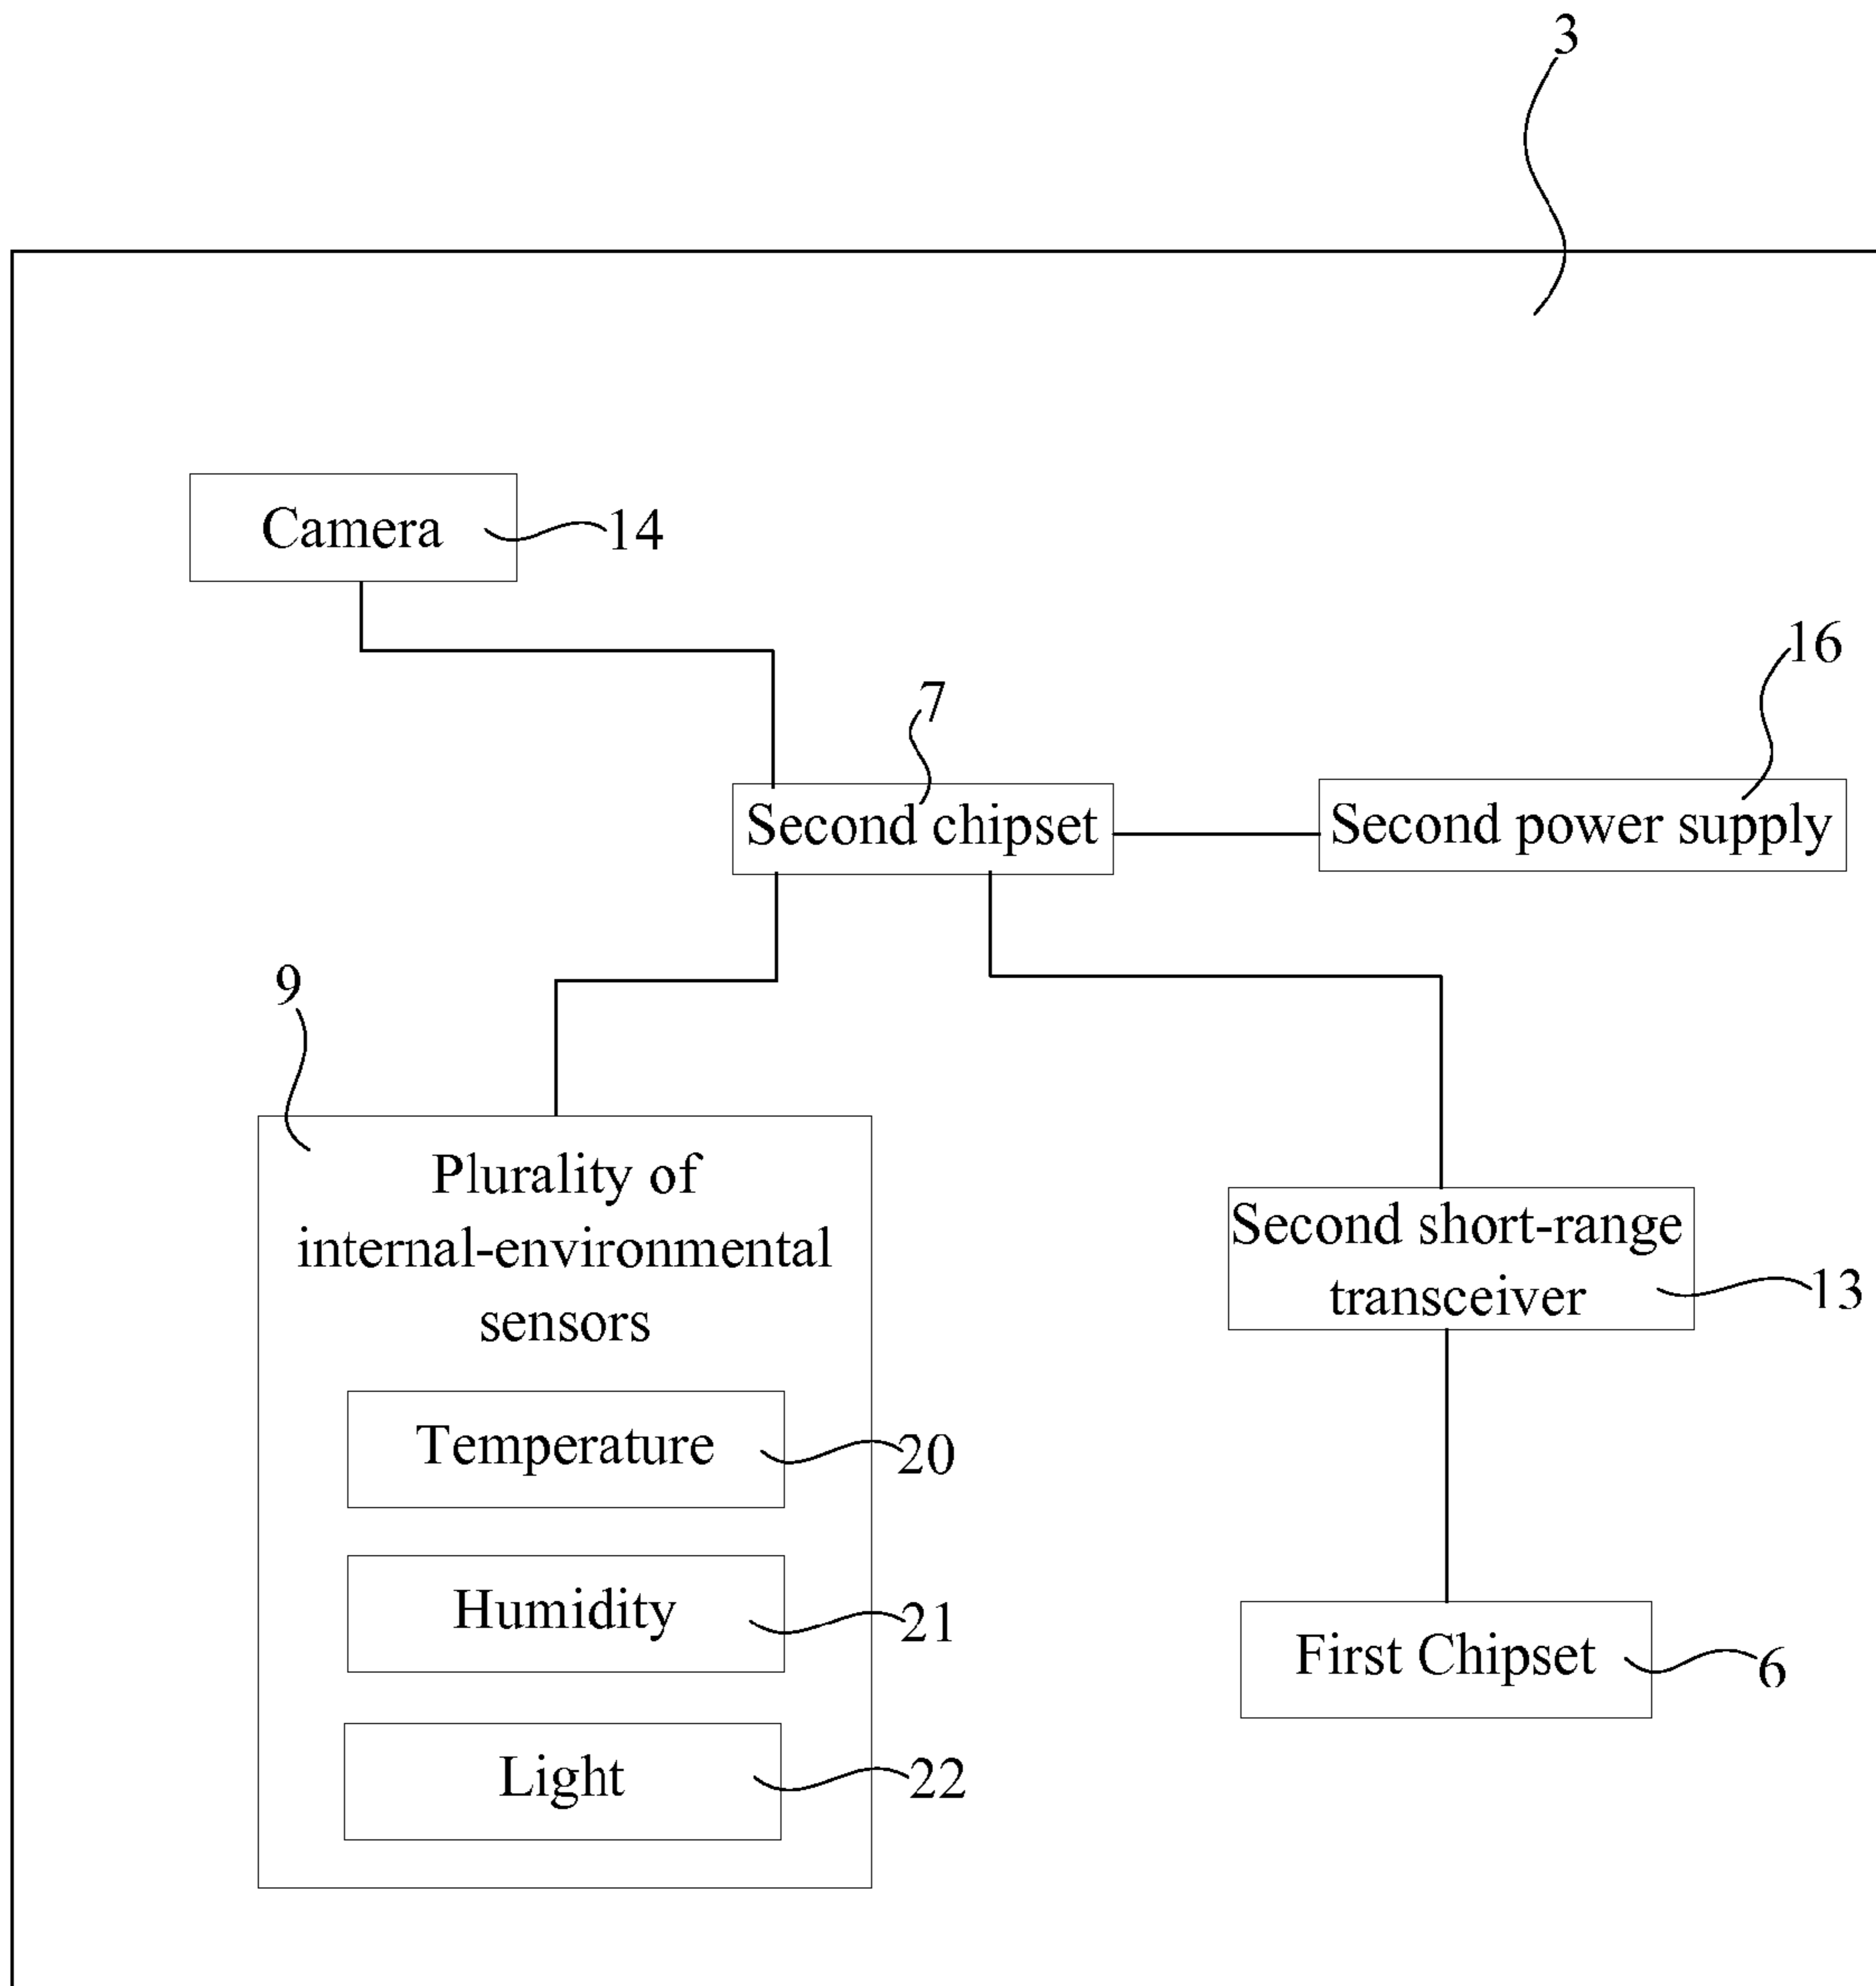 3
Camera
14
16
7
Second chipset
Second power supply
9
Plurality of
internal-environmental
sensors
Second short-range
transceiver
13
Temperature
20
Humidity
21
First Chipset
6
Light
22